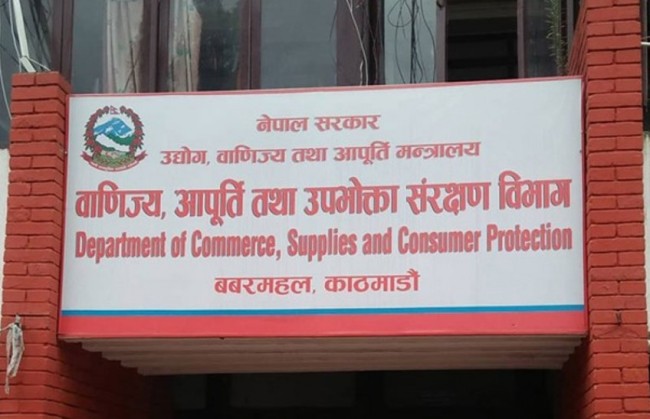 नेपाल सरकार
उद्योग, वाणिज्य तथा आपूर्ति मन्त्रालय
वाणिज्य, आपूर्ति तथा उपभोक्ता संरक्षण विभाग
Department of Commerce, Supplies and Consumer Protection
बबरमहल, काठमाडौं